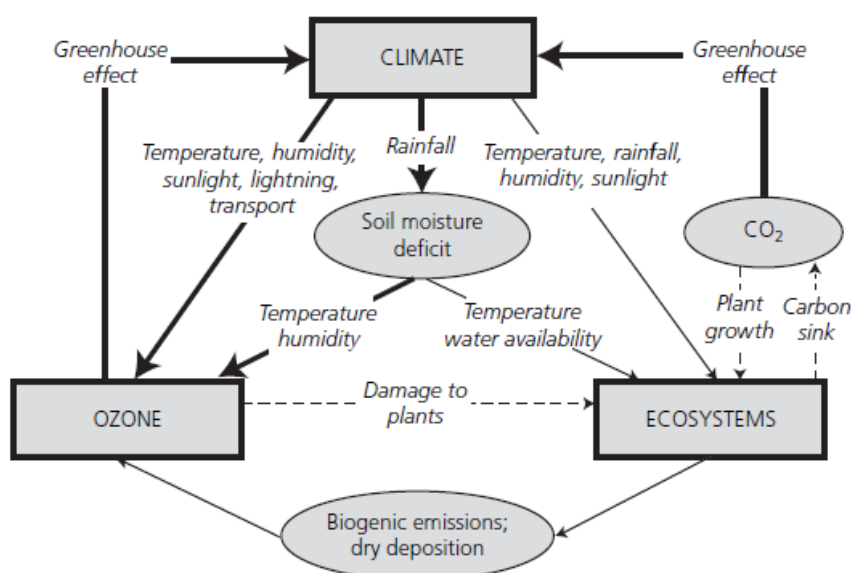 Greenhouse
effect
CLIMATE
Greenhouse
effect
Temperature, humidity,
sunlight, lightning,
transport
Rainfall
Temperature, rainfall,
humidity, sunlight
Soil moisture
deficit
CO₂
Temperature
humidity
Temperature
water availability
Plant
growth
Carbon
sink
OZONE
Damage to
plants
ECOSYSTEMS
Biogenic emissions;
dry deposition